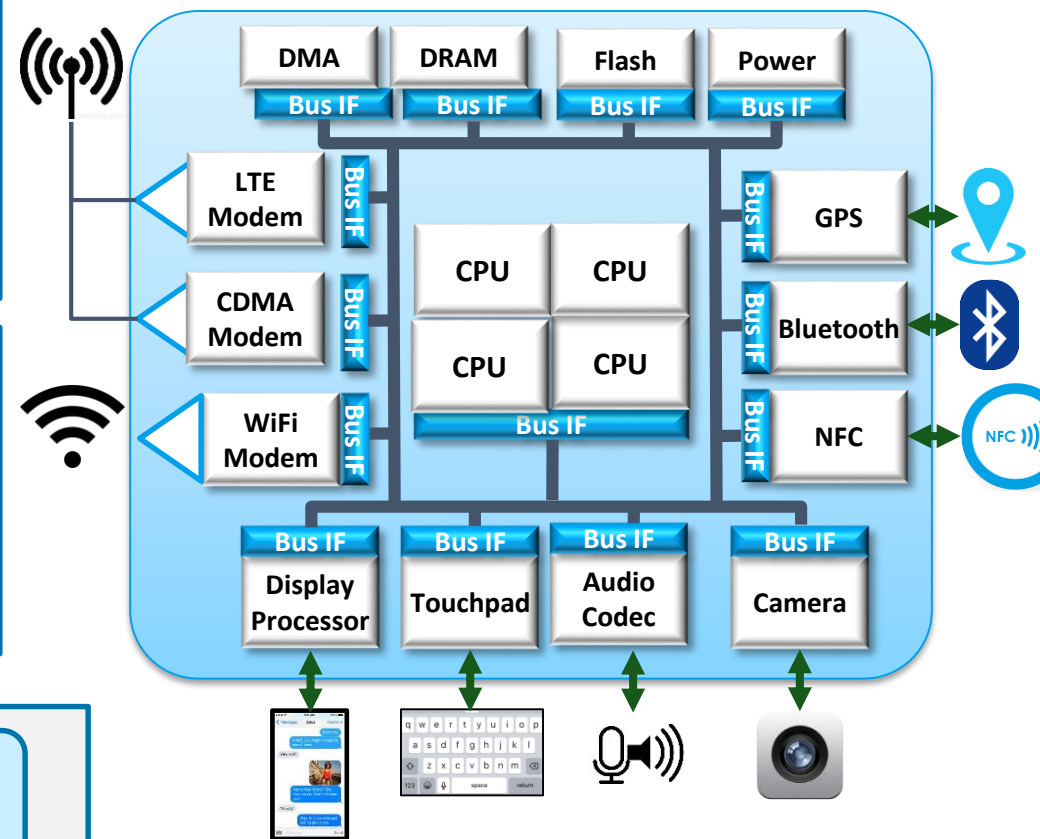 DMA
DRAM
Flash
Power
Bus IF
Bus IF
Bus IF
Bus IF
LTE
Modem
Bus IF
Bus IF
GPS
CPU
CPU
CDMA
Modem
Bus IF
Bus IF
Bluetooth
CPU
CPU
Bus IF
WiFi
Modem
Bus IF
Bus IF
NFC
NFC
Bus IF
Bus IF
Bus IF
Bus IF
Display
Processor
Touchpad
Audio
Codec
Camera
q w e r t y u i o p
a s d f g h j k l
z x c v b n m
123
space
return